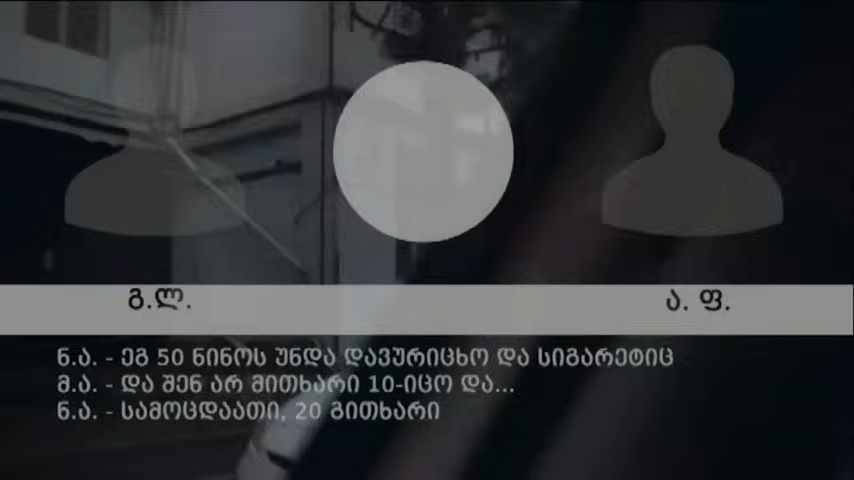 გ.ლ.
ა. ფ.
ნ.ა. - ეგ 50 ნინოს უნდა დავურიცხო და სიგარეტიც
მ.ა. - და შენ არ მითხარი 10-იცო და...
ნ.ა. - სამოცდაათი, 20 გითხარი